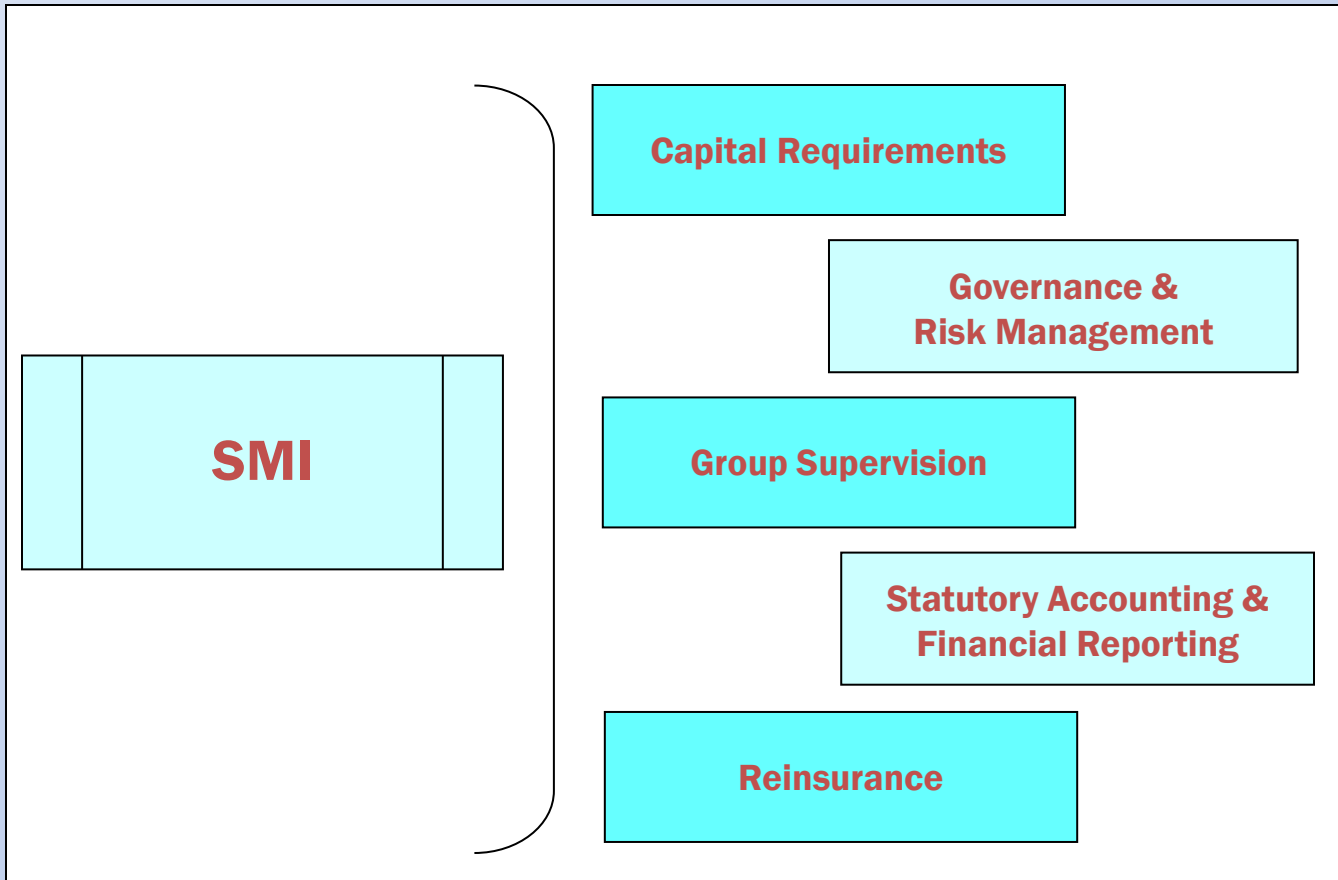 Capital Requirements
Governance &
Risk Management
SMI
Group Supervision
Statutory Accounting &
Financial Reporting
Reinsurance